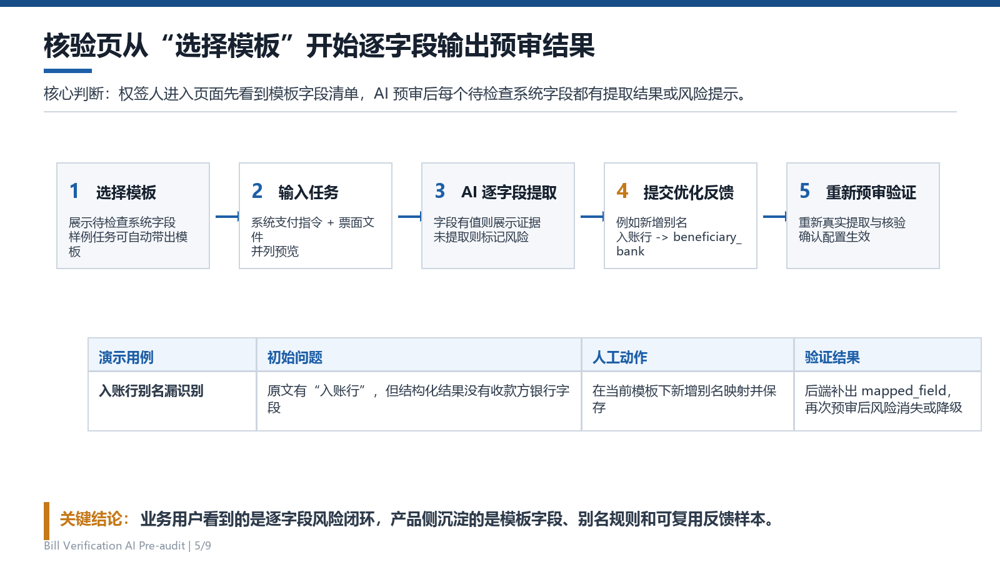 核验页从“选择模板”开始逐字段输出预审结果
核心判断：权签人进入页面先看到模板字段清单，AI 预审后每个待检查系统字段都有提取结果或风险提示。
1 选择模板
展示待检查系统字段
样例任务可自动带出模
板
2 输入任务
系统支付指令 + 票面文
件
并列预览
3 AI 逐字段提取
字段有值则展示证据
未提取则标记风险
4 提交优化反馈
例如新增别名
入账行 -> beneficiary_
bank
5 重新预审验证
重新真实提取与核验
确认配置生效
演示用例
初始问题
人工动作
验证结果
入账行别名漏识别
原文有“入账行”，但结构化结果没有收款方银行字
段
在当前模板下新增别名映射并保
存
后端补出 mapped_field，
再次预审后风险消失或降级
关键结论：业务用户看到的是逐字段风险闭环，产品侧沉淀的是模板字段、别名规则和可复用反馈样本。
Bill Verification AI Pre-audit | 5/9